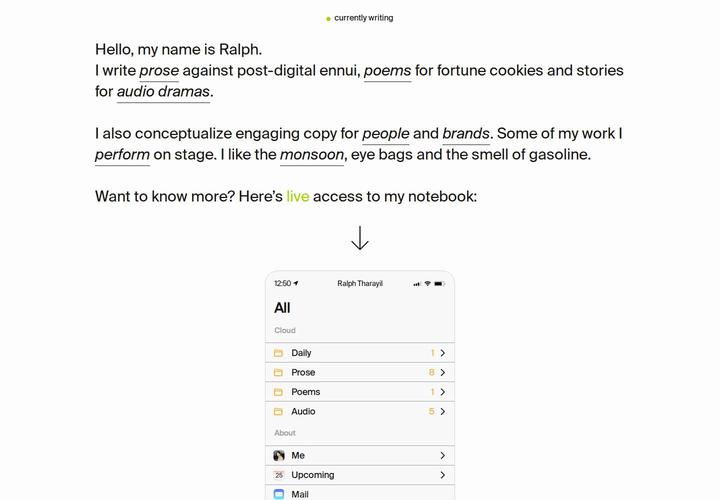 currently writing
Hello, my name is Ralph.
I write prose against post-digital ennui, poems for fortune cookies and stories
for audio dramas.
I also conceptualize engaging copy for people and brands. Some of my work I
perform on stage. I like the monsoon, eye bags and the smell of gasoline.
Want to know more? Here’s live access to my notebook:
12:50 Ralph Tharayil
All
Cloud
Daily 1
Prose 8
Poems 1
Audio 5
About
Me
25 Upcoming
Mail